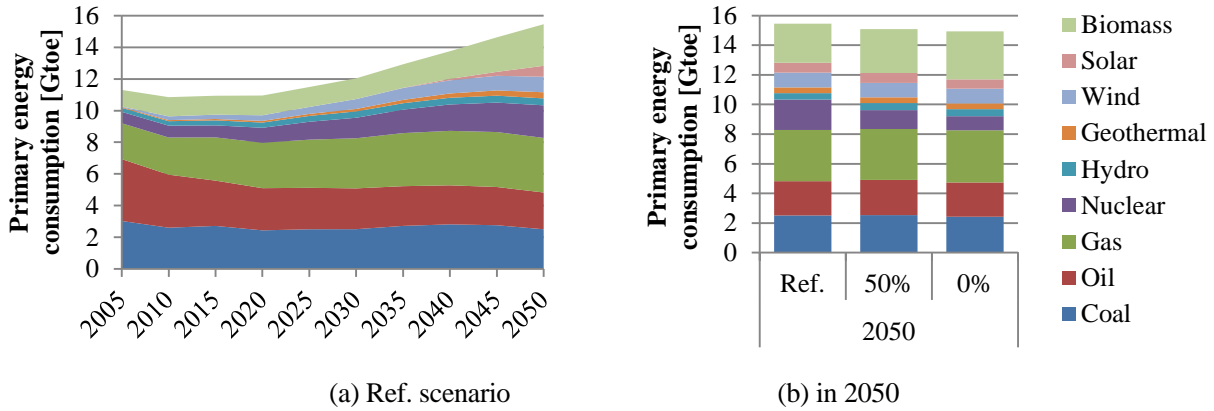 Primary energy
consumption [Gtoe]
16
14
12
10
8
6
4
2
0
2005
2010
2015
2020
2025
2030
2035
2040
2045
2050
(a) Ref. scenario
Primary energy
consumption [Gtoe]
16
14
12
10
8
6
4
2
0
Ref.
50%
0%
2050
(b) in 2050
Biomass
Solar
Wind
Geothermal
Hydro
Nuclear
Gas
Oil
Coal